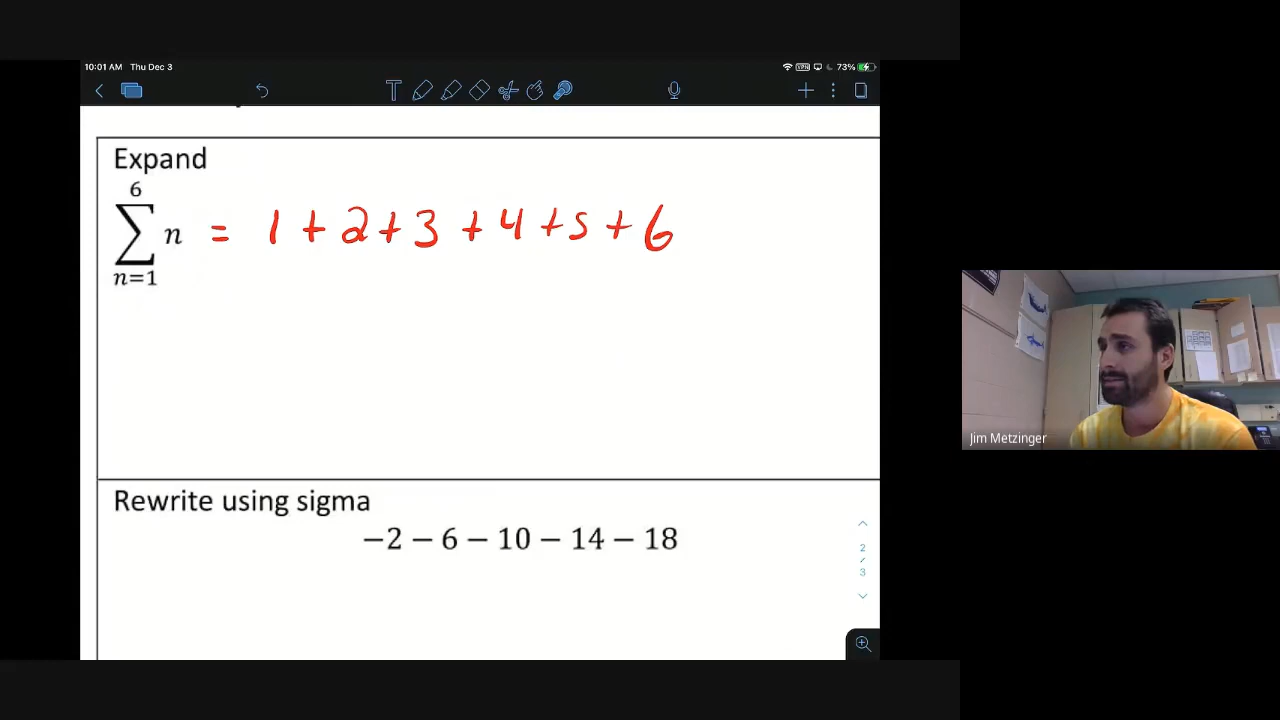 10:01 AM Thu Dec 3
VPN 73%
T
Expand
6
∑ n = 1 + 2 + 3 + 4 + 5 + 6
n=1
Jim Metzinger
Rewrite using sigma
−2 − 6 − 10 − 14 − 18
2
/
3